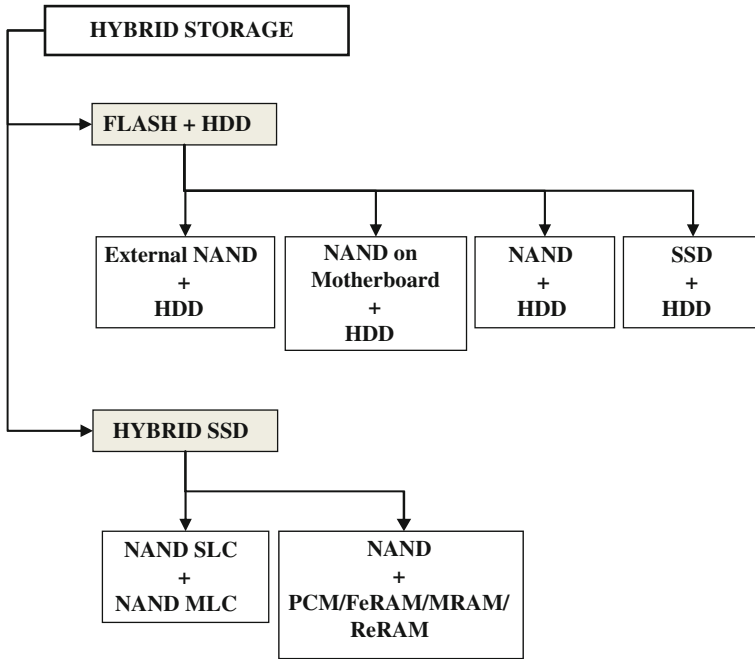 HYBRID STORAGE
FLASH + HDD
External NAND
+
HDD
NAND on
Motherboard
+
HDD
NAND
+
HDD
SSD
+
HDD
HYBRID SSD
NAND SLC
+
NAND MLC
NAND
+
PCM/FeRAM/MRAM/
ReRAM